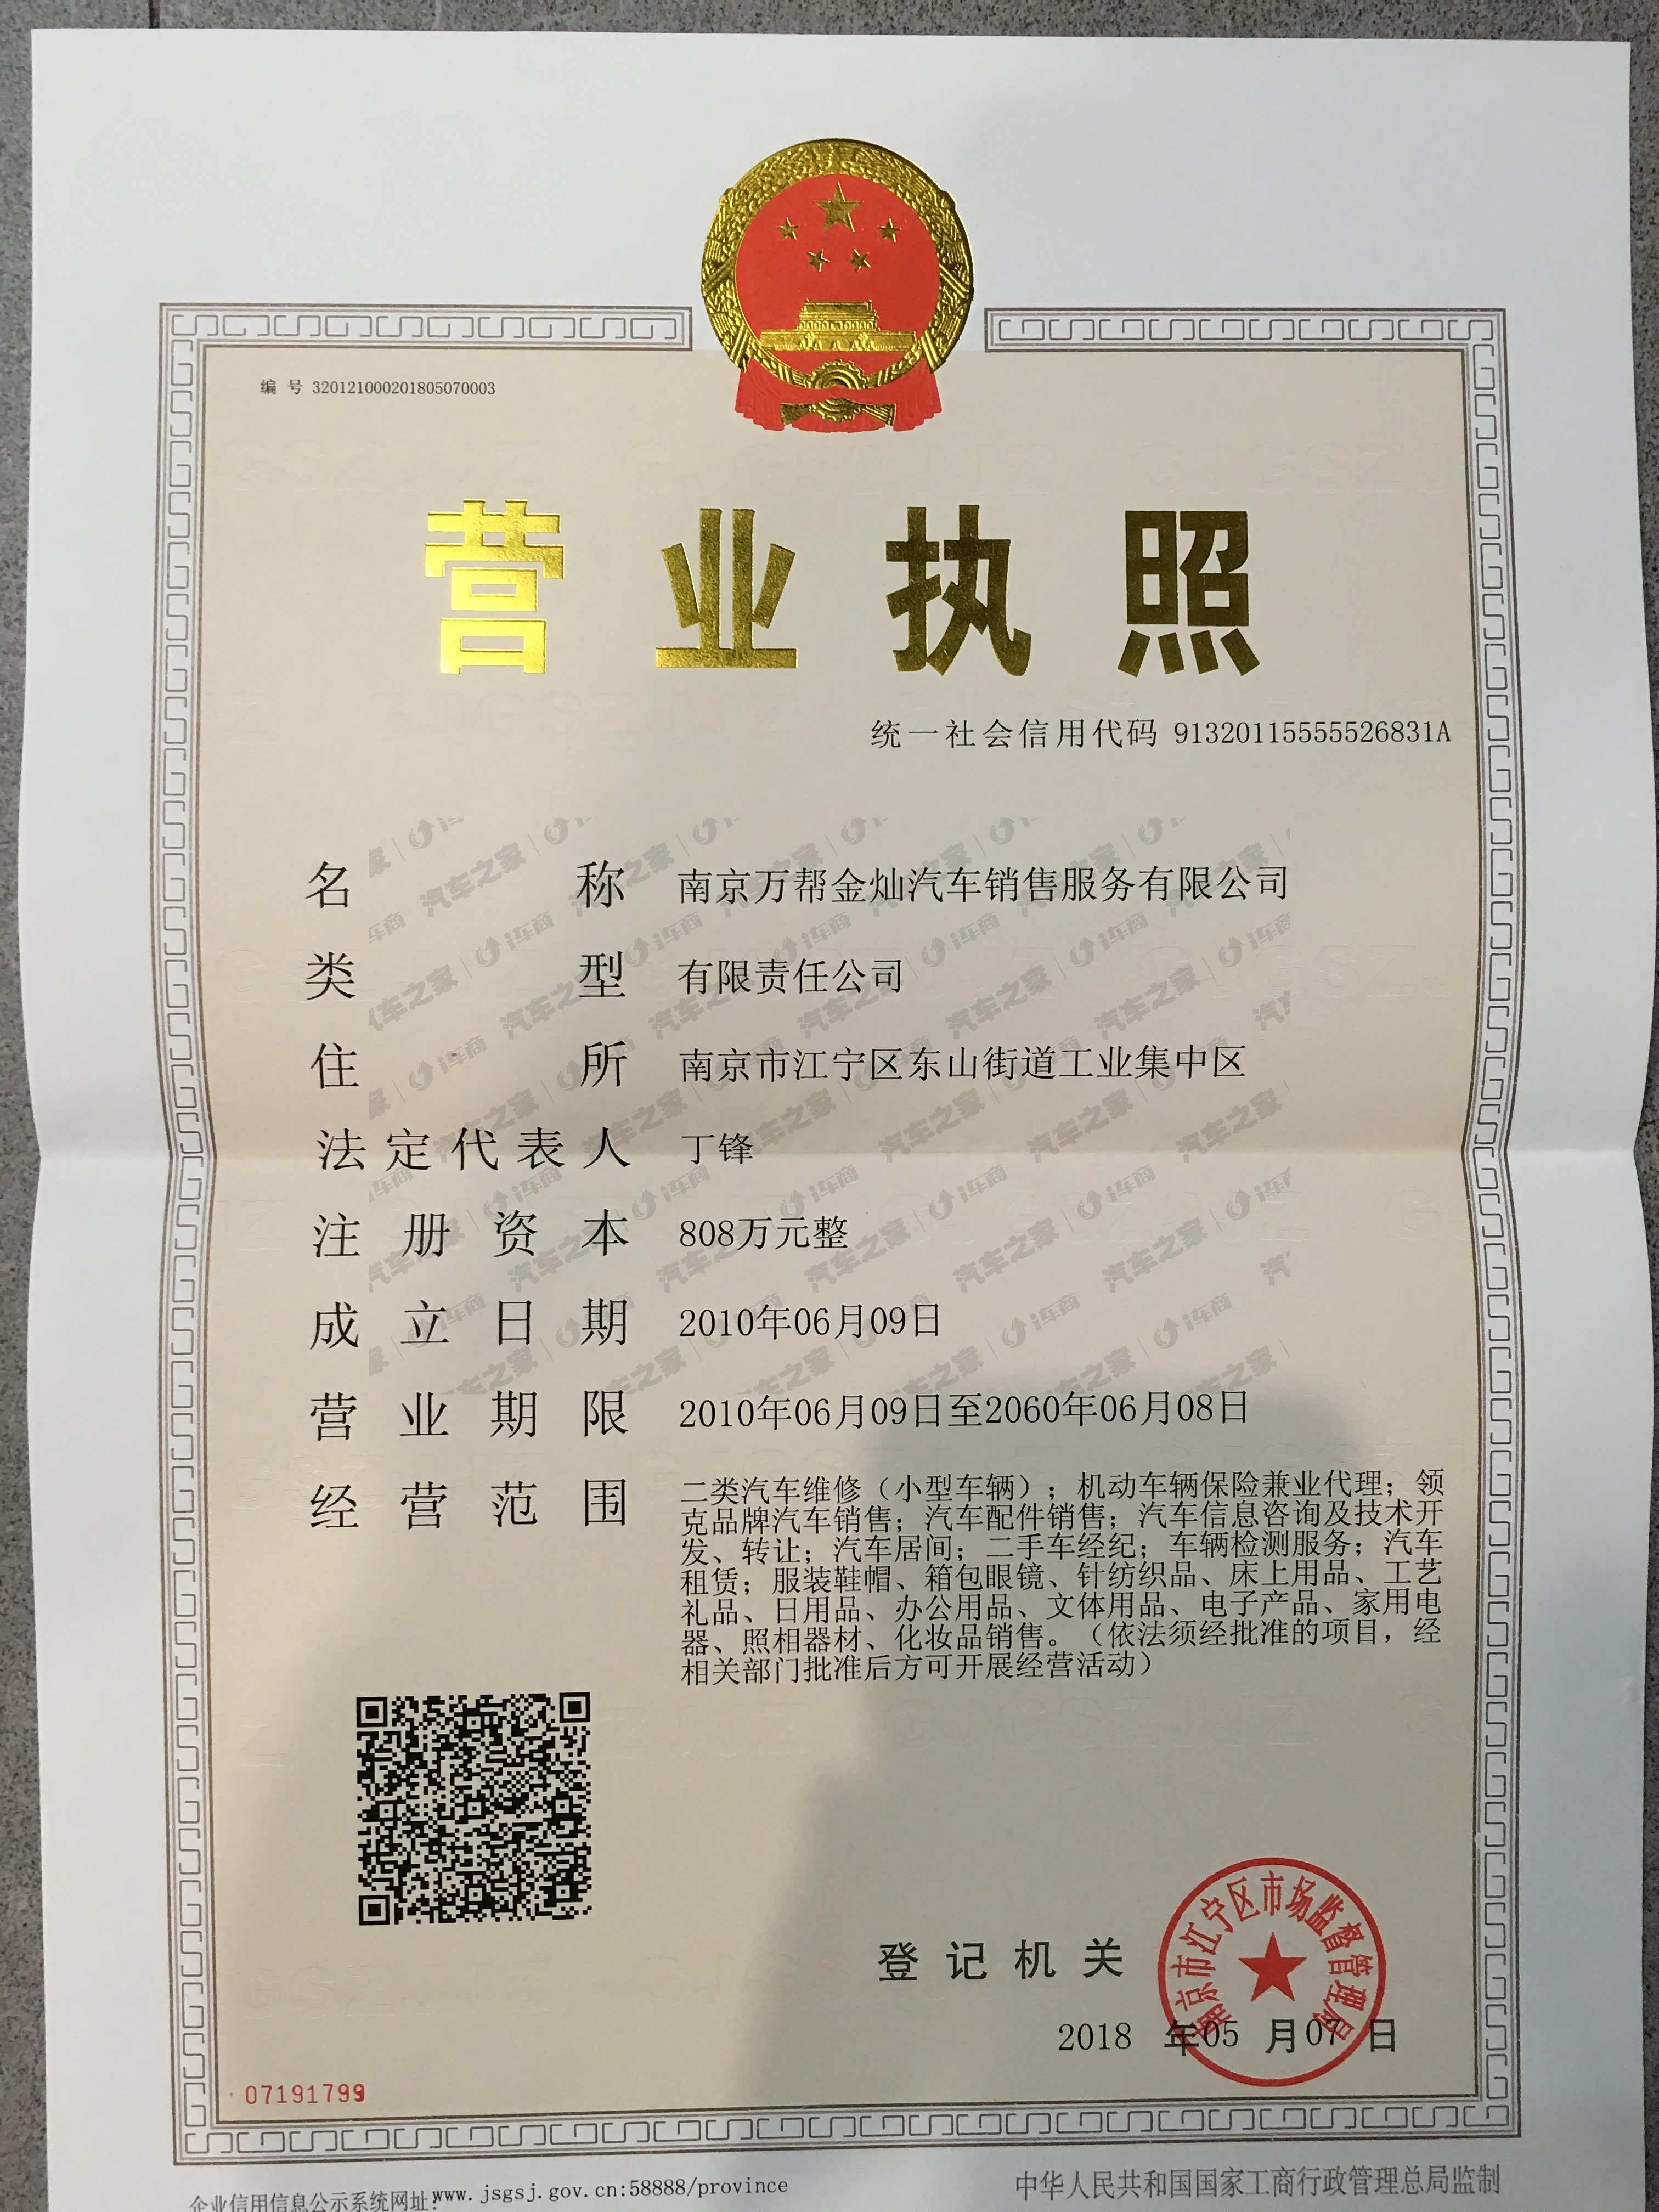 编 号 320121000201805070003
营业执照
统一社会信用代码 91320115555526831A
名称 南京万帮金灿汽车销售服务有限公司
类型 有限责任公司
住所 南京市江宁区东山街道工业集中区
法定代表人 丁锋
注册资本 808万元整
成立日期 2010年06月09日
营业期限 2010年06月09日至2060年06月08日
经营范围 二类汽车维修（小型车辆）；机动车辆保险兼业代理；领
克品牌汽车销售；汽车配件销售；汽车信息咨询及技术开
发、转让；汽车居间；二手车经纪；车辆检测服务；汽车
租赁；服装鞋帽、箱包眼镜、针纺织品、床上用品、工艺
礼品、日用品、办公用品、文体用品、电子产品、家用电
器、照相器材、化妆品销售。（依法须经批准的项目，经
相关部门批准后方可开展经营活动）
登记机关
南京市江宁区市场监督管理局
2018 年05 月07 日
07191799
企业信用信息公示系统网址：www.jsgsj.gov.cn:58888/province
中华人民共和国国家工商行政管理总局监制
汽车之家 i车商